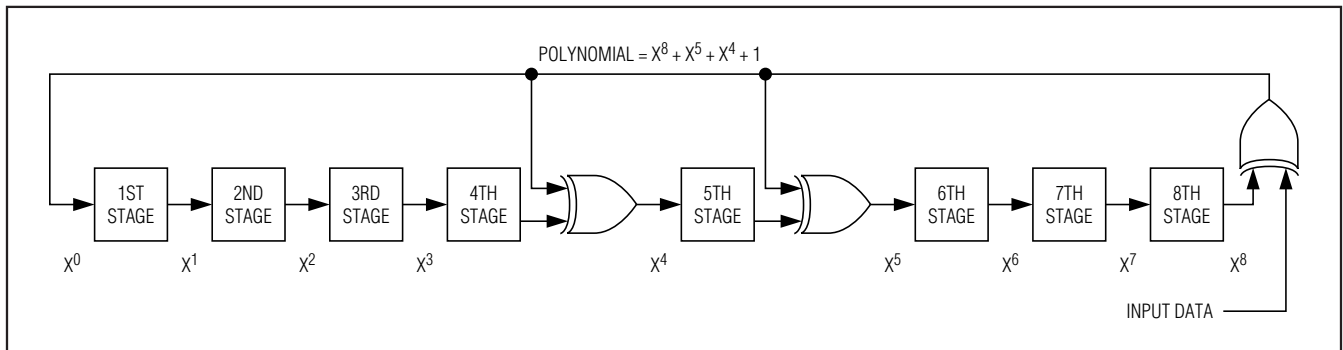 POLYNOMIAL = X⁸ + X⁵ + X⁴ + 1
1ST
STAGE
2ND
STAGE
3RD
STAGE
4TH
STAGE
5TH
STAGE
6TH
STAGE
7TH
STAGE
8TH
STAGE
X⁰
X¹
X²
X³
X⁴
X⁵
X⁶
X⁷
X⁸
INPUT DATA